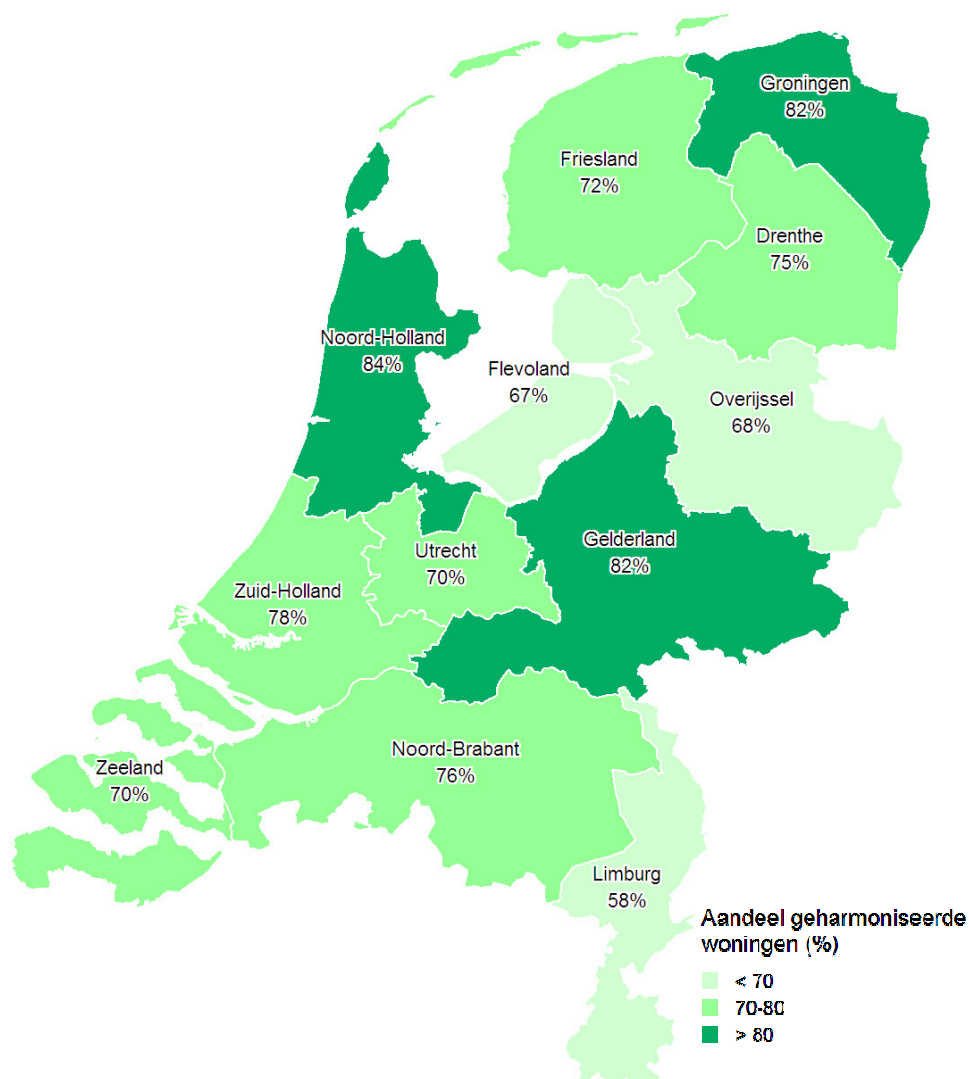 Groningen
82%
Friesland
72%
Drenthe
75%
Noord-Holland
84%
Flevoland
67%
Overijssel
68%
Gelderland
82%
Utrecht
70%
Zuid-Holland
78%
Noord-Brabant
76%
Zeeland
70%
Limburg
58%
Aandeel geharmoniseerde
woningen (%)
< 70
70-80
> 80